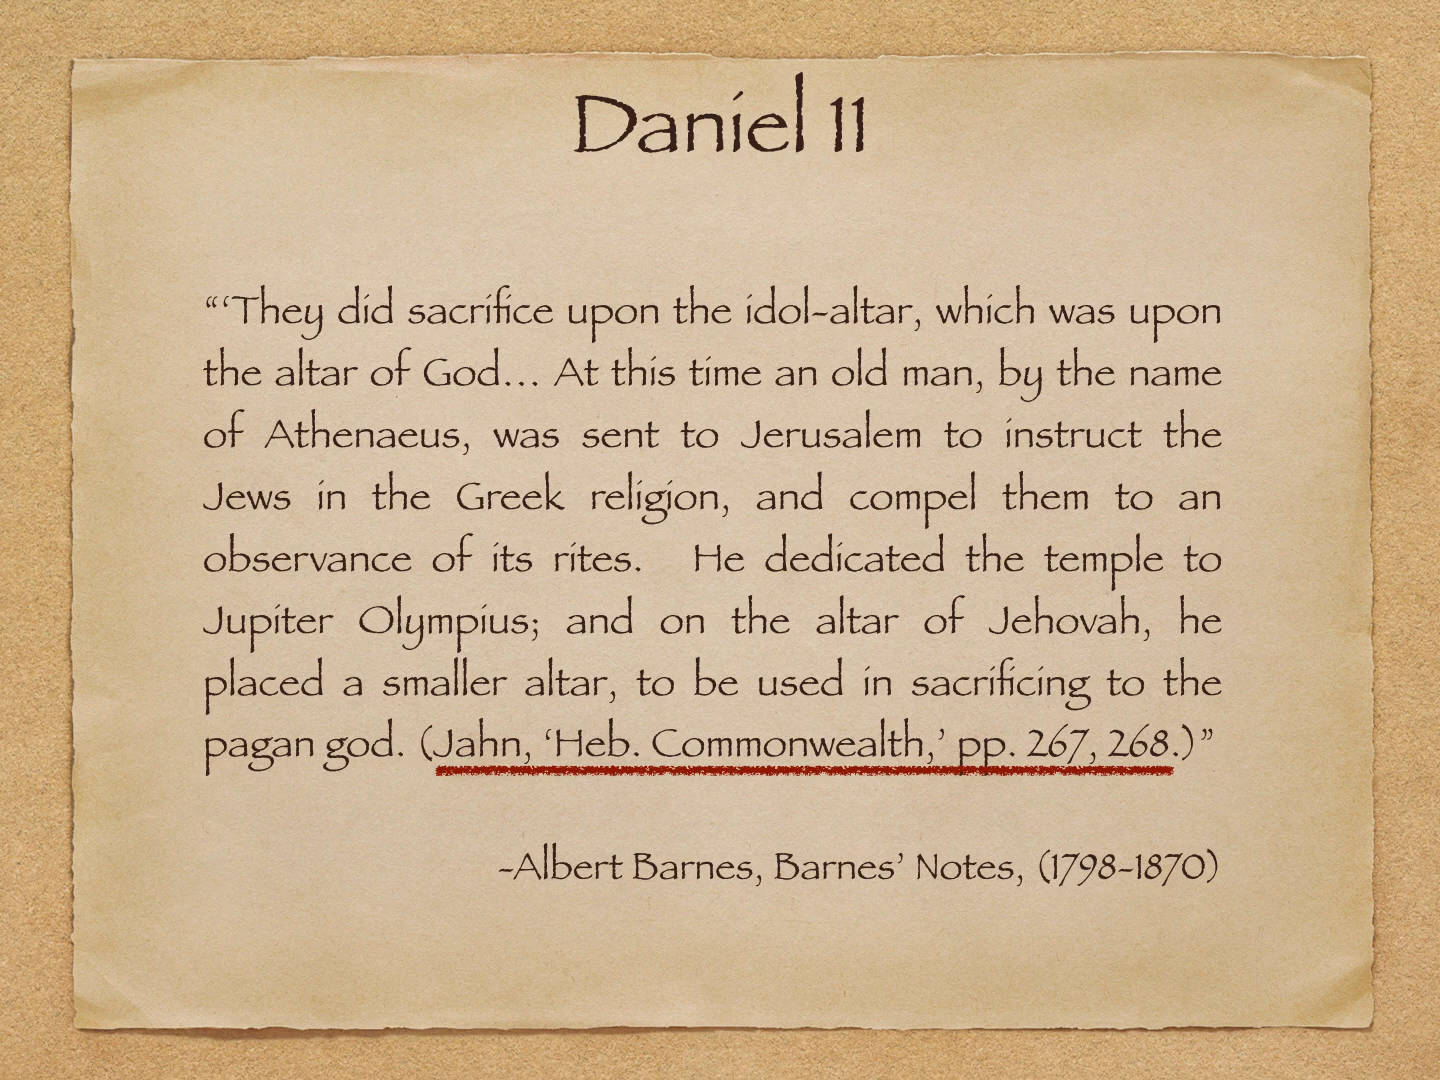 Daniel 11
“‘They did sacrifice upon the idol-altar, which was upon
the altar of God… At this time an old man, by the name
of Athenaeus, was sent to Jerusalem to instruct the
Jews in the Greek religion, and compel them to an
observance of its rites. He dedicated the temple to
Jupiter Olympius; and on the altar of Jehovah, he
placed a smaller altar, to be used in sacrificing to the
pagan god. (Jahn, ‘Heb. Commonwealth,’ pp. 267, 268.)”
-Albert Barnes, Barnes’ Notes, (1798-1870)